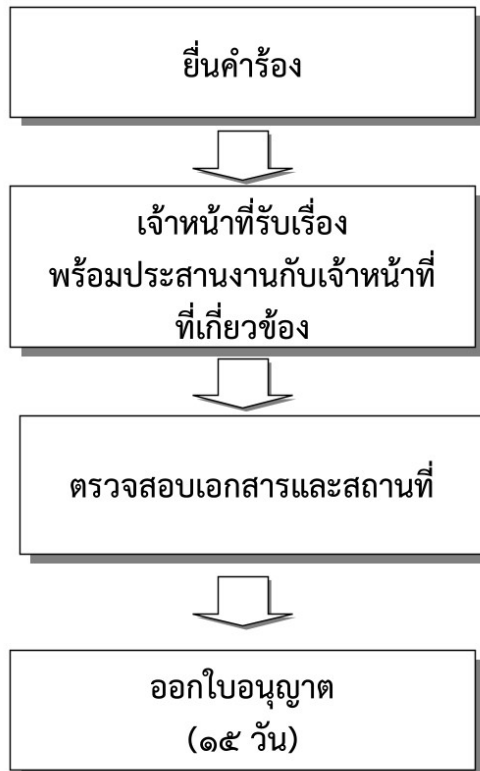 ยื่นคำร้อง
เจ้าหน้าที่รับเรื่อง
พร้อมประสานงานกับเจ้าหน้าที่
ที่เกี่ยวข้อง
ตรวจสอบเอกสารและสถานที่
ออกใบอนุญาต
(๑๕ วัน)